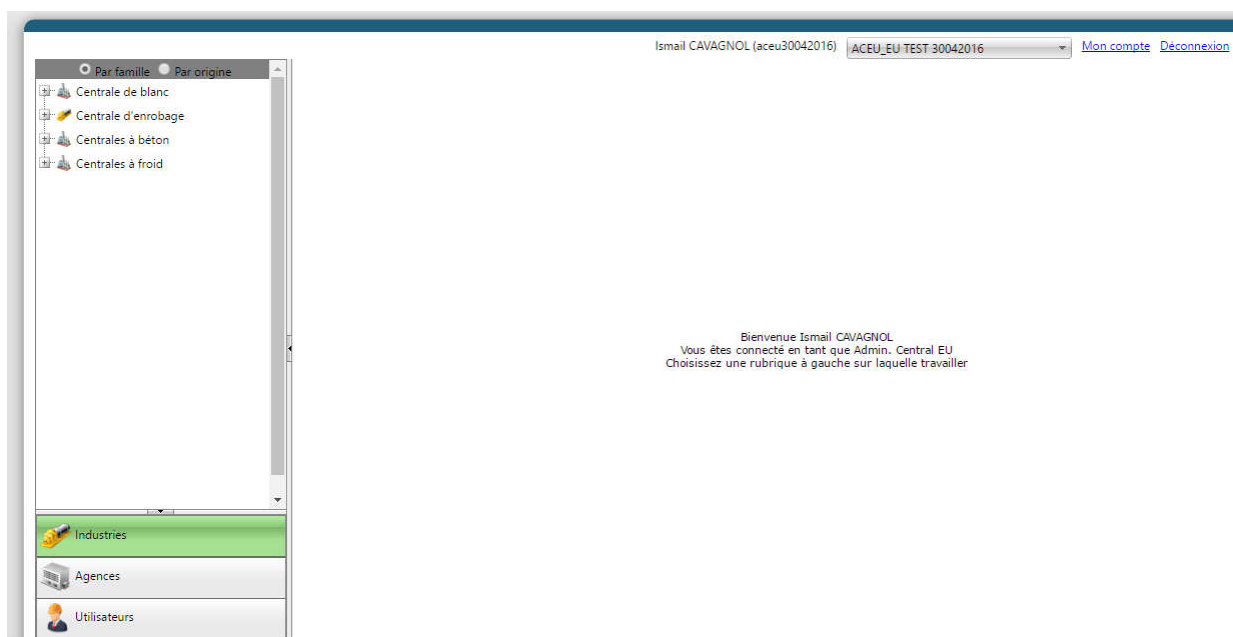 Ismail CAVAGNOL (aceu30042016) ACEU_EU TEST 30042016 Mon compte Déconnexion
Par famille Par origine
Centrale de blanc
Centrale d'enrobage
Centrales à béton
Centrales à froid
Bienvenue Ismail CAVAGNOL
Vous êtes connecté en tant que Admin. Central EU
Choisissez une rubrique à gauche sur laquelle travailler
Industries
Agences
Utilisateurs